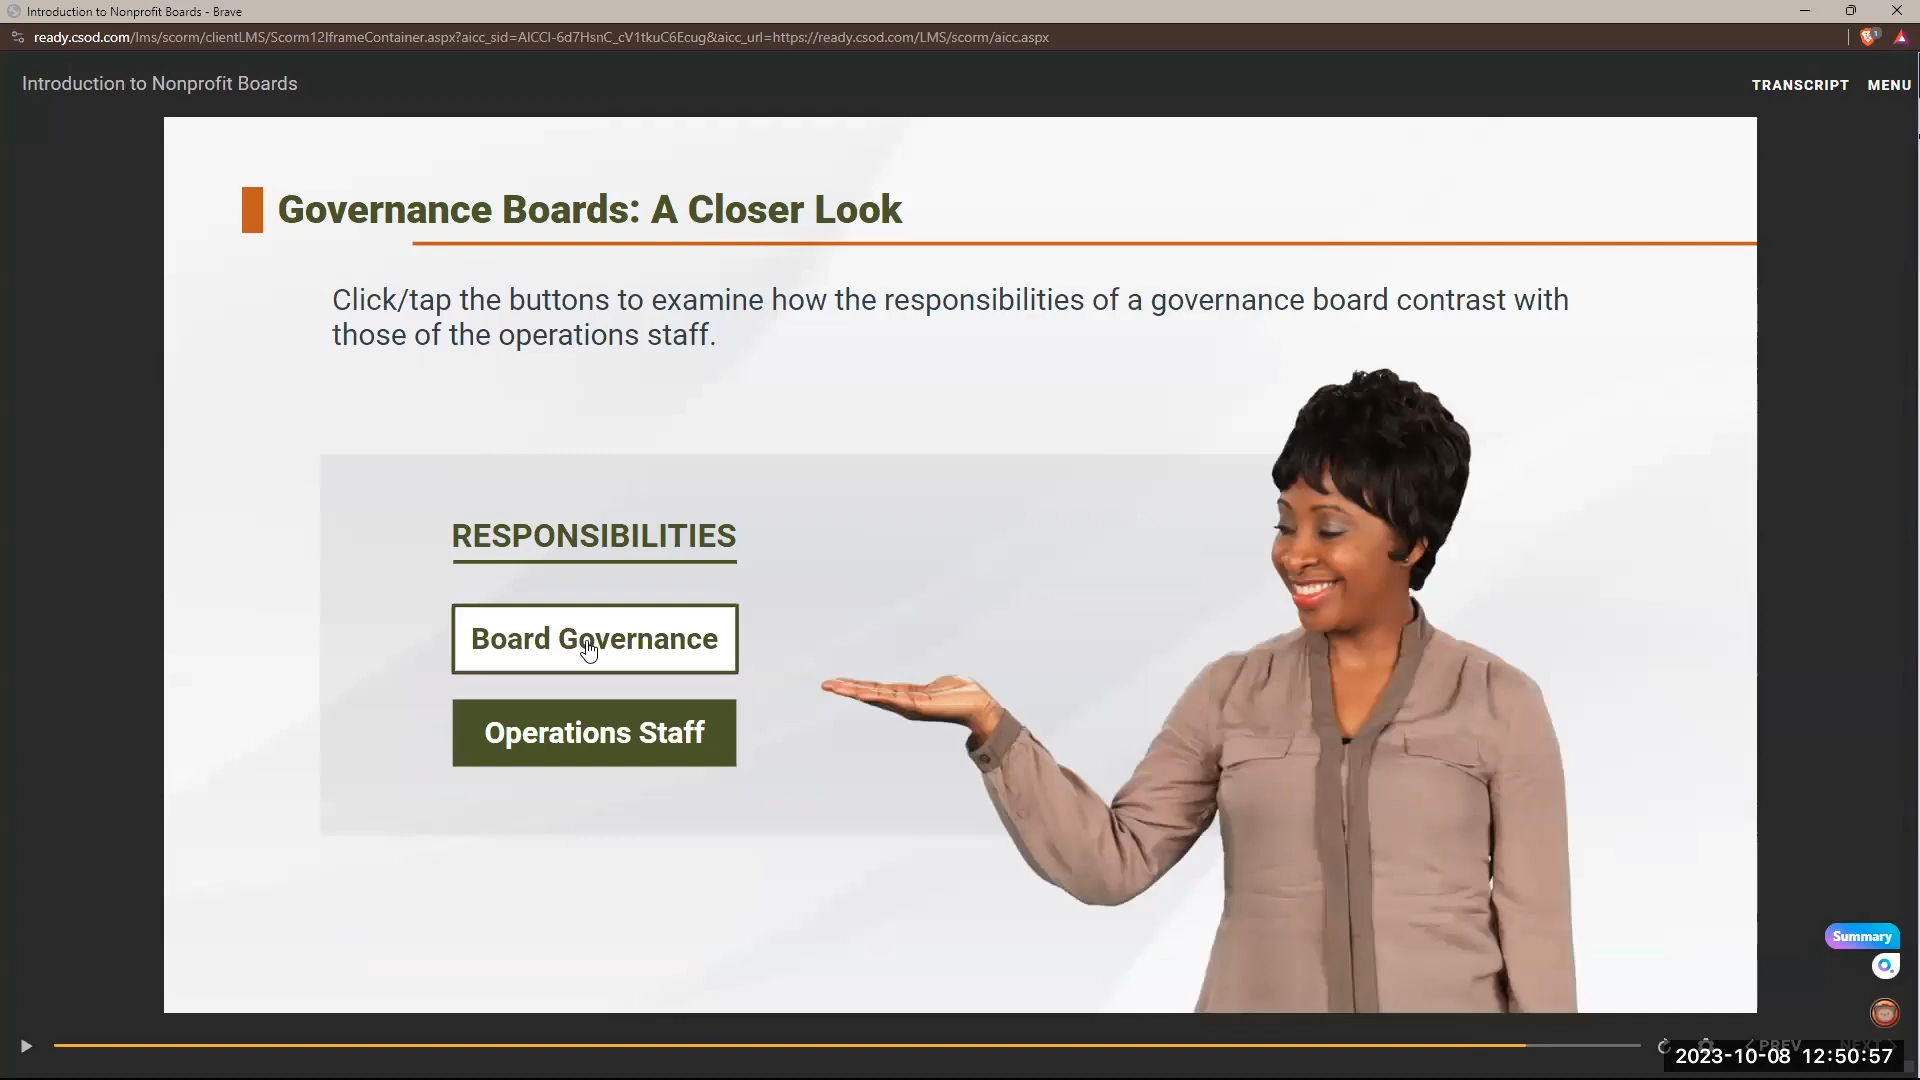 Introduction to Nonprofit Boards - Brave
ready.csod.com/lms/scorm/clientLMS/Scorm12IframeContainer.aspx?aicc_sid=AICCI-6d7HsnC_cV1tkuC6Ecug&aicc_url=https://ready.csod.com/LMS/scorm/aicc.aspx
Introduction to Nonprofit Boards
TRANSCRIPT MENU
Governance Boards: A Closer Look
Click/tap the buttons to examine how the responsibilities of a governance board contrast with
those of the operations staff.
RESPONSIBILITIES
Board Governance
Operations Staff
Summary
PREV NEXT
2023-10-08 12:50:57